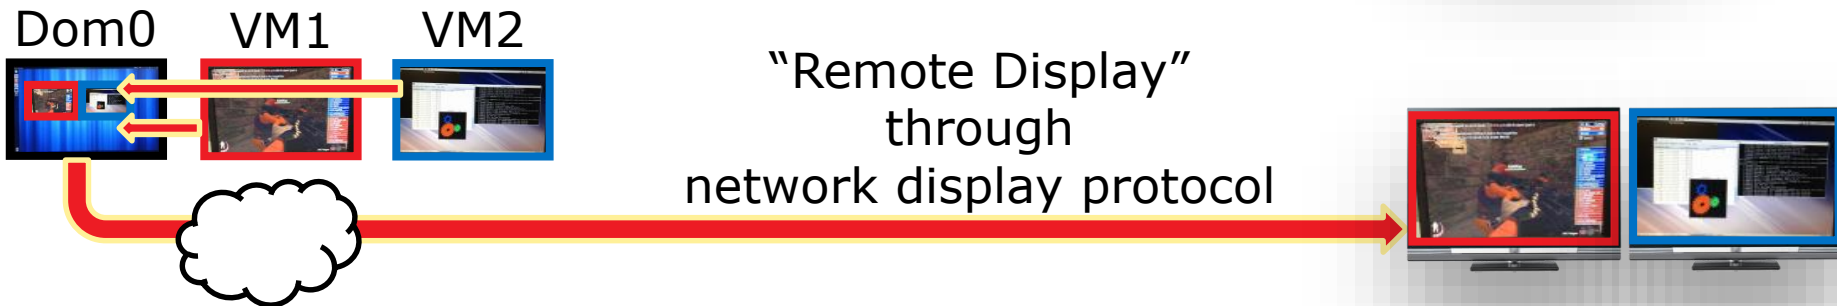 Dom0 VM1 VM2
“Remote Display”
through
network display protocol